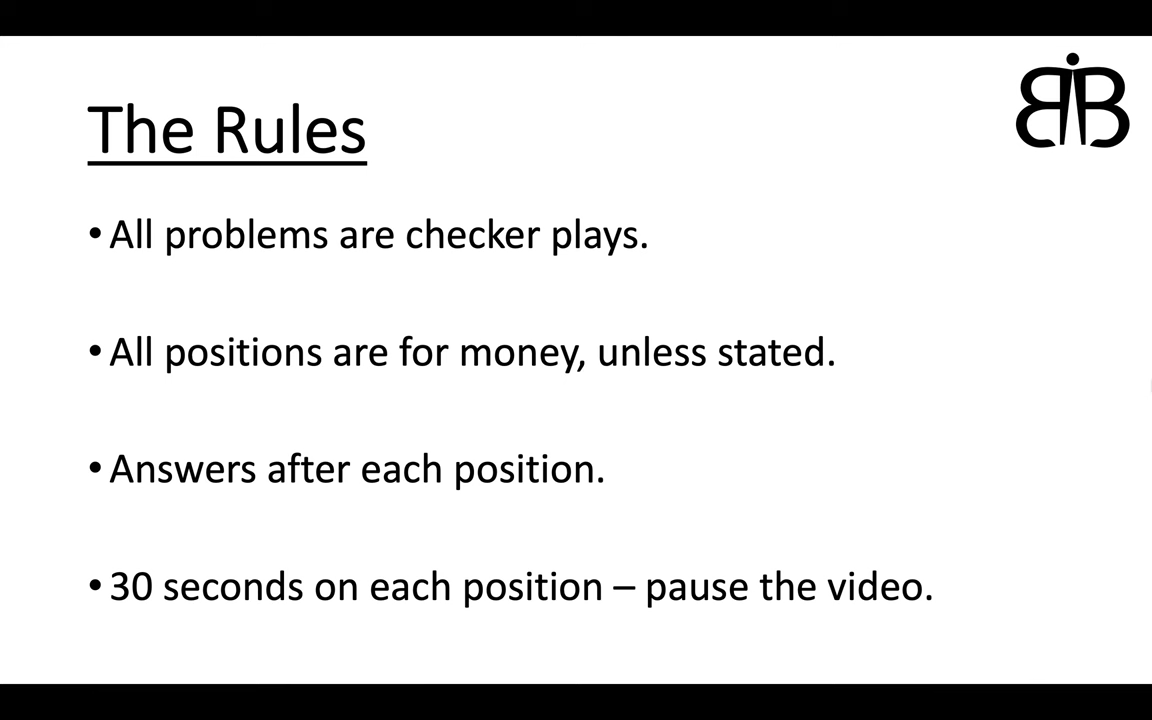 The Rules
• All problems are checker plays.
• All positions are for money, unless stated.
• Answers after each position.
• 30 seconds on each position – pause the video.